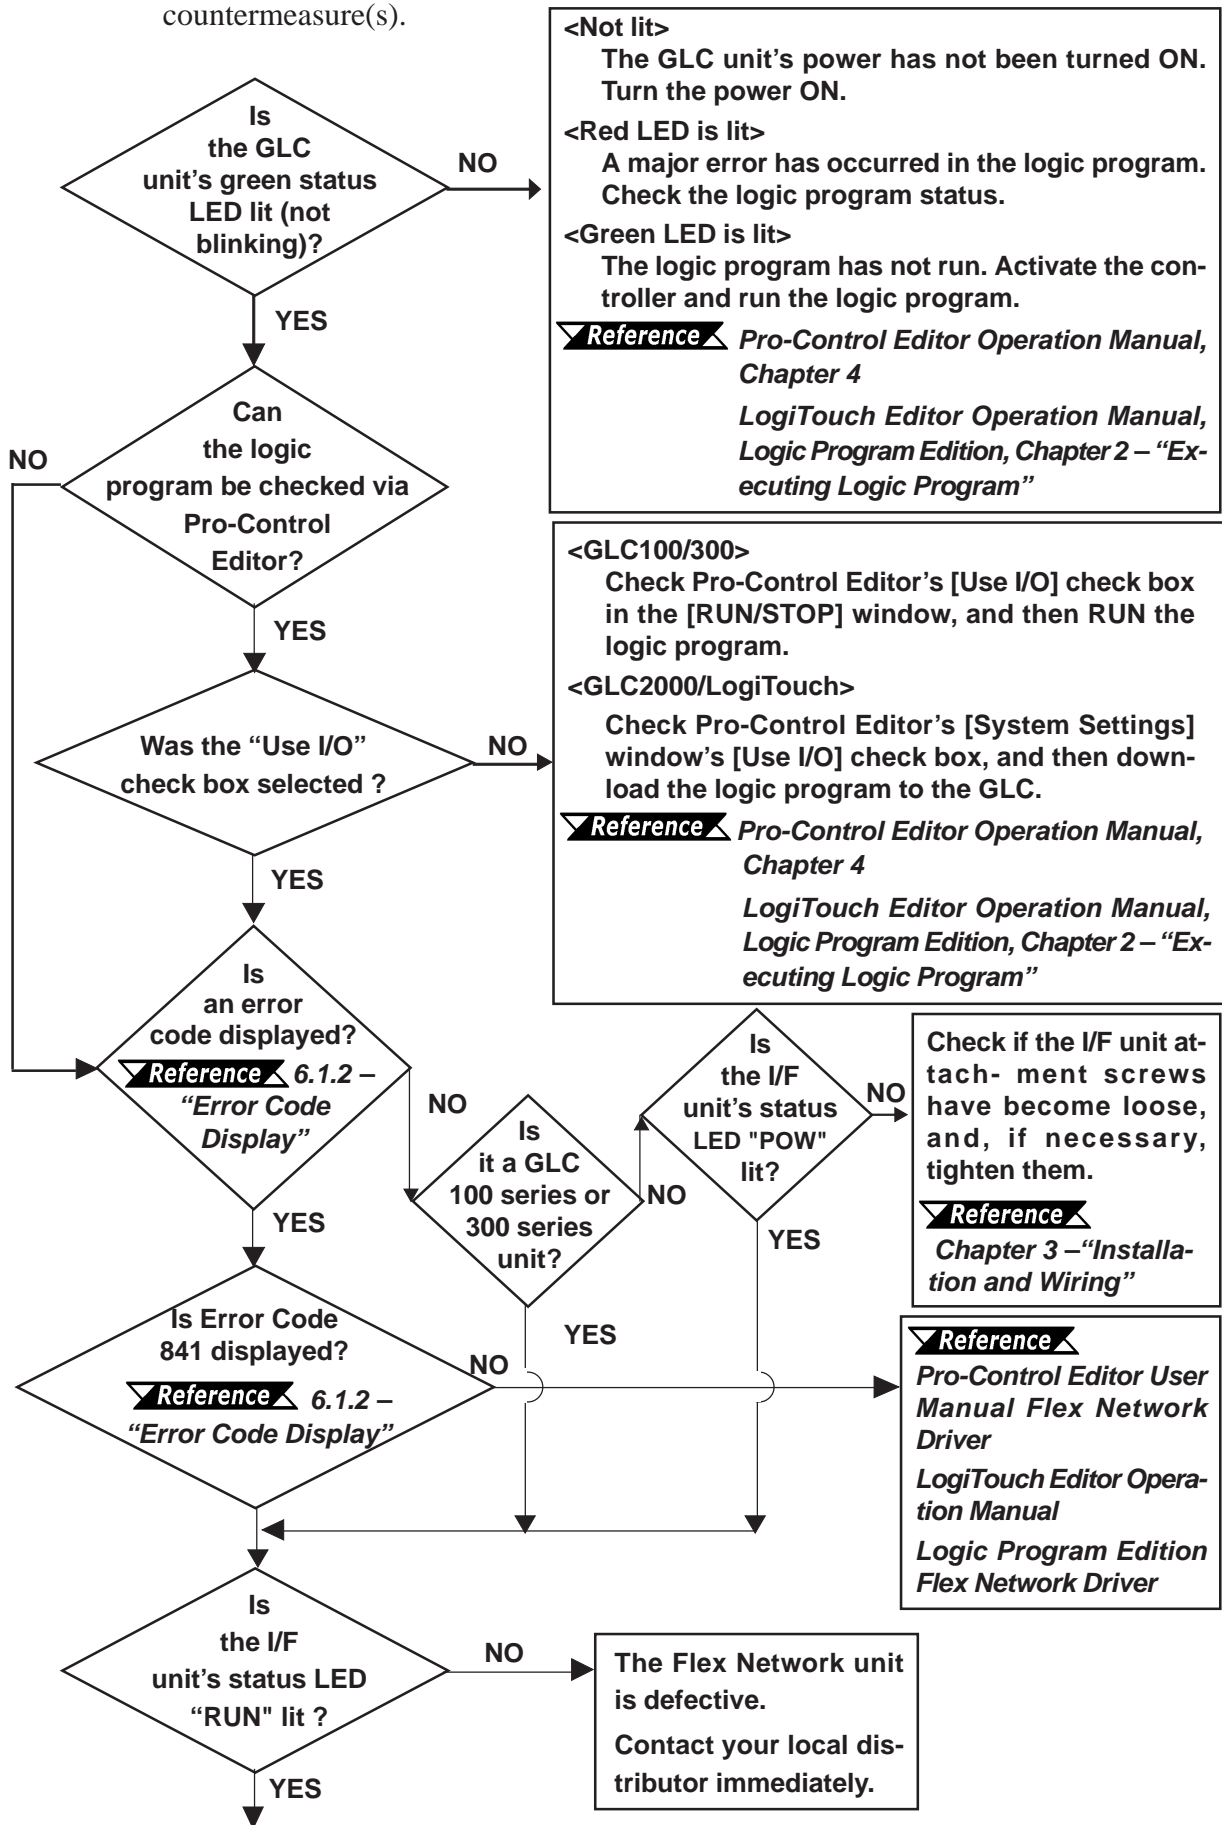 countermeasure(s).
Is
the GLC
unit's green status
LED lit (not
blinking)?
NO
YES
<Not lit>
The GLC unit's power has not been turned ON.
Turn the power ON.
<Red LED is lit>
A major error has occurred in the logic program.
Check the logic program status.
<Green LED is lit>
The logic program has not run. Activate the con-
troller and run the logic program.
Reference Pro-Control Editor Operation Manual,
Chapter 4
LogiTouch Editor Operation Manual,
Logic Program Edition, Chapter 2 – “Ex-
ecuting Logic Program”
Can
the logic
program be checked via
Pro-Control
Editor?
NO
YES
Was the “Use I/O”
check box selected ?
NO
YES
<GLC100/300>
Check Pro-Control Editor's [Use I/O] check box
in the [RUN/STOP] window, and then RUN the
logic program.
<GLC2000/LogiTouch>
Check Pro-Control Editor's [System Settings]
window's [Use I/O] check box, and then down-
load the logic program to the GLC.
Reference Pro-Control Editor Operation Manual,
Chapter 4
LogiTouch Editor Operation Manual,
Logic Program Edition, Chapter 2 – “Ex-
ecuting Logic Program”
Is
an error
code displayed?
Reference 6.1.2 –
“Error Code
Display”
NO
YES
Is
it a GLC
100 series or
300 series
unit?
NO
YES
Is
the I/F
unit's status
LED "POW"
lit?
NO
YES
Check if the I/F unit at-
tach- ment screws
have become loose,
and, if necessary,
tighten them.
Reference
Chapter 3 –“Installa-
tion and Wiring”
Is Error Code
841 displayed?
Reference 6.1.2 –
“Error Code Display”
NO
Reference
Pro-Control Editor User
Manual Flex Network
Driver
LogiTouch Editor Opera-
tion Manual
Logic Program Edition
Flex Network Driver
Is
the I/F
unit's status LED
“RUN" lit ?
NO
YES
The Flex Network unit
is defective.
Contact your local dis-
tributor immediately.